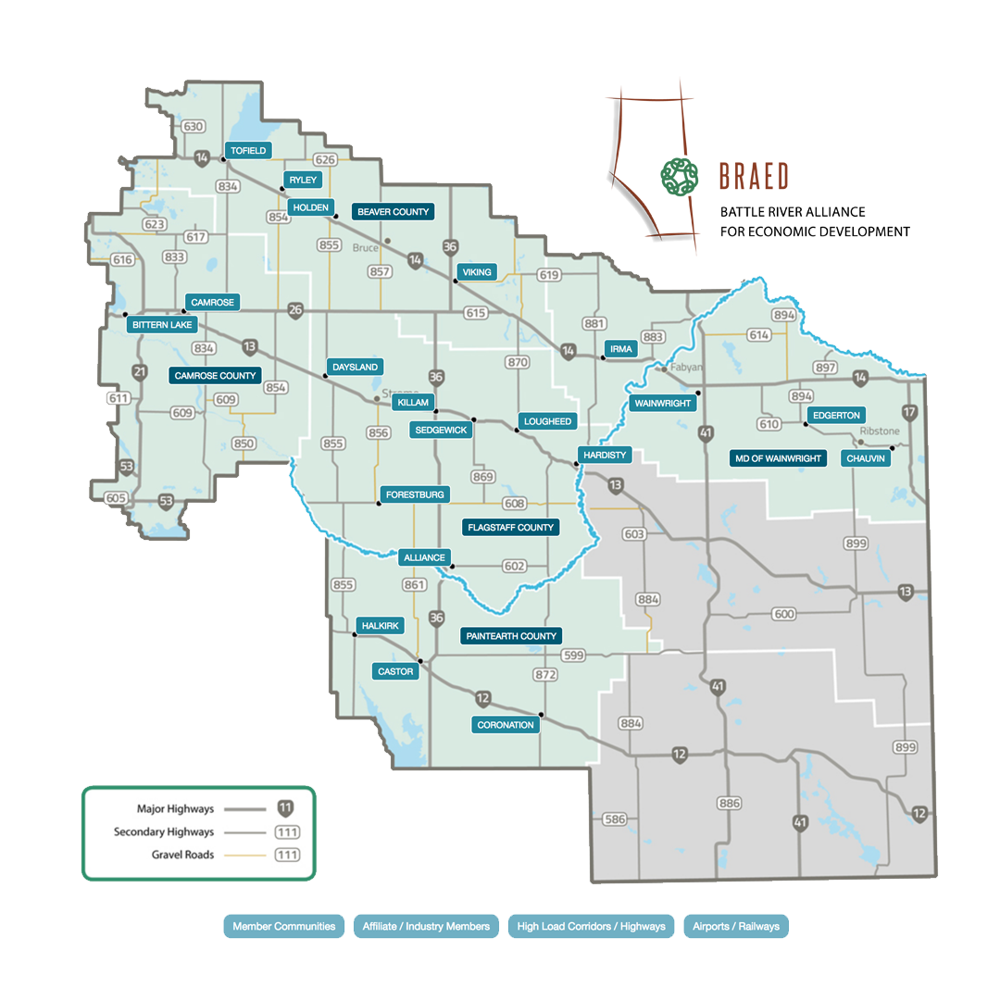 BRAED
BATTLE RIVER ALLIANCE
FOR ECONOMIC DEVELOPMENT
630
14
TOFIELD
626
834
RYLEY
HOLDEN
854
BEAVER COUNTY
623
617
855
Bruce
14
36
616
833
857
VIKING
619
CAMROSE
26
615
BITTERN LAKE
881
883
894
614
834
13
14
IRMA
870
Fabyan
897
21
CAMROSE COUNTY
854
DAYSLAND
36
14
611
609
609
KILLAM
WAINWRIGHT
894
17
SEDGEWICK
LOUGHEED
610
EDGERTON
850
855
856
41
Ribstone
HARDISTY
MD OF WAINWRIGHT
CHAUVIN
53
869
13
605
53
FORESTBURG
608
FLAGSTAFF COUNTY
603
899
ALLIANCE
602
855
861
884
13
36
600
HALKIRK
PAINTEARTH COUNTY
599
CASTOR
872
12
41
CORONATION
884
12
899
586
886
41
12
Major Highways
11
Secondary Highways
111
Gravel Roads
111
Member Communities
Affiliate / Industry Members
High Load Corridors / Highways
Airports / Railways